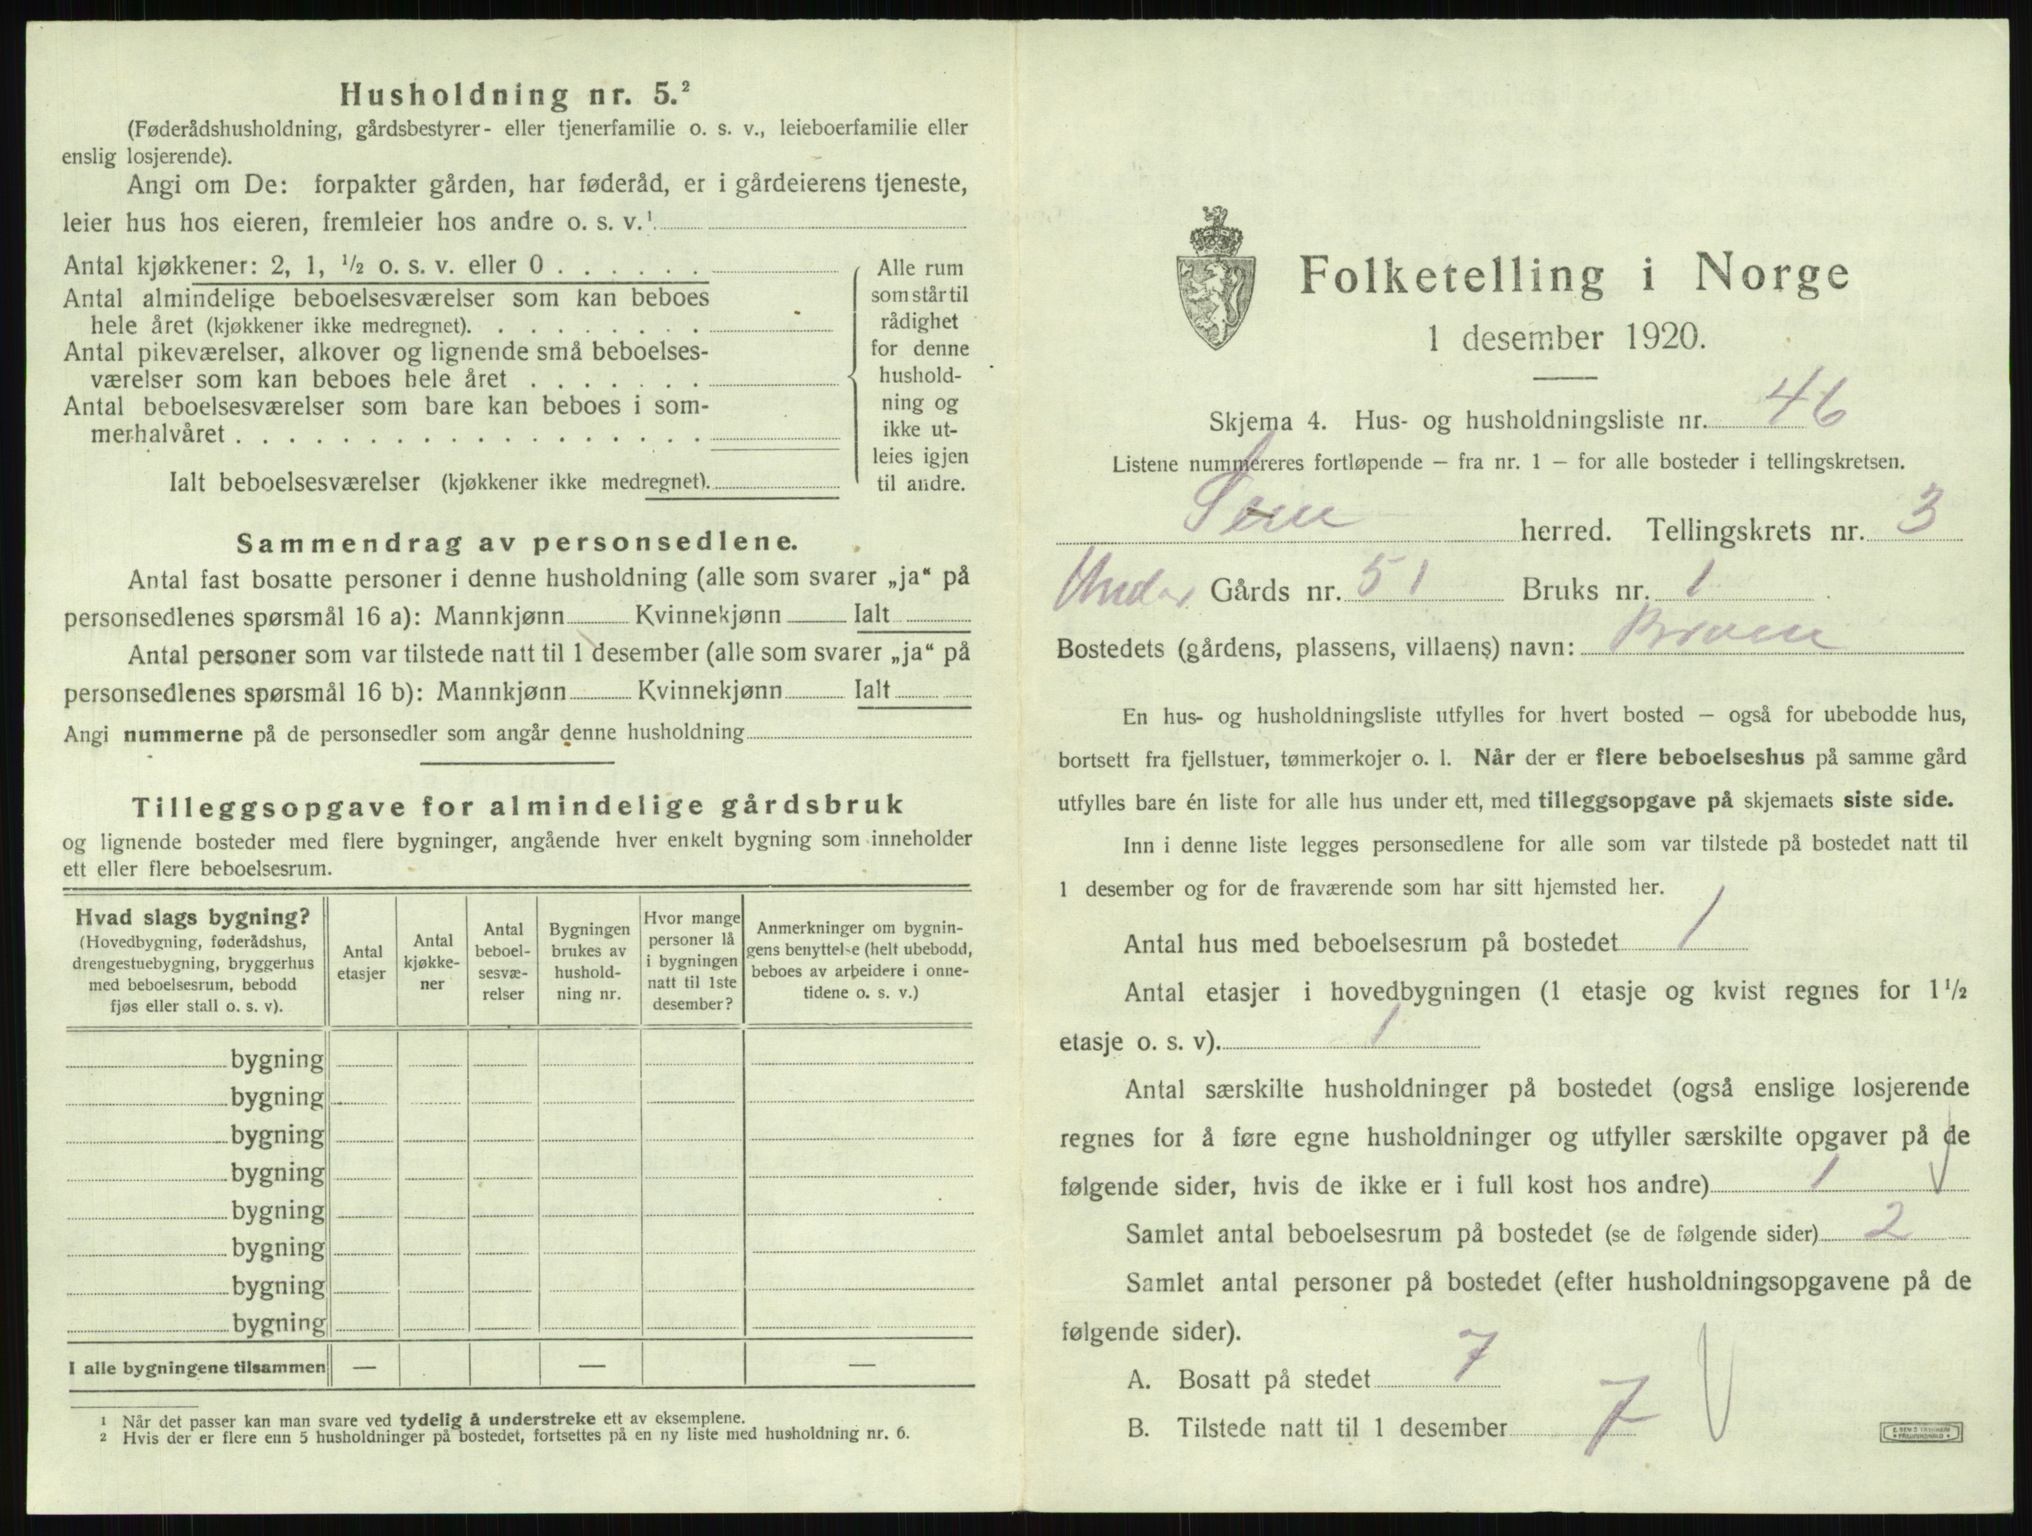 Husholdning nr. 5.²
(Føderådshusholdning, gårdsbestyrer- eller tjenerfamilie o. s. v., leieboerfamilie eller
enslig losjerende).
Angi om De: forpakter gården, har føderåd, er i gårdeierens tjeneste,
leier hus hos eieren, fremleier hos andre o. s. v.¹
Antal kjøkkener: 2, 1, ½ o. s. v. eller 0 . . . . . .
Antal almindelige beboelsesværelser som kan beboes
hele året (kjøkkener ikke medregnet). . . . . . . . .
Antal pikeværelser, alkover og lignende små beboelses-
værelser som kan beboes hele året . . . . . . .
Antal beboelsesværelser som bare kan beboes i som-
merhalvåret . . . . . . . . . . . . . . . . . .
Ialt beboelsesværelser (kjøkkener ikke medregnet).
Alle rum
som står til
rådighet
for denne
hushold-
ning og
ikke ut-
leies igjen
til andre.
Sammendrag av personsedlene.
Antal fast bosatte personer i denne husholdning (alle som svarer „ja“ på
personsedlenes spørsmål 16 a): Mannkjønn Kvinnekjønn Ialt
Antal personer som var tilstede natt til 1 desember (alle som svarer „ja“ på
personsedlenes spørsmål 16 b): Mannkjønn Kvinnekjønn Ialt
Angi nummerne på de personsedler som angår denne husholdning
Tilleggsopgave for almindelige gårdsbruk
og lignende bosteder med flere bygninger, angående hver enkelt bygning som inneholder
ett eller flere beboelsesrum.
Hvad slags bygning?
(Hovedbygning, føderådshus,
drengestuebygning, bryggerhus
med beboelsesrum, bebodd
fjøs eller stall o. s. v).
Antal
etasjer
Antal
kjøkke-
ner
Antal
beboel-
sesvæ-
relser
Bygningen
brukes av
hushold-
ning nr.
Hvor mange
personer lå
i bygningen
natt til 1ste
desember?
Anmerkninger om bygnin-
gens benyttelse (helt ubebodd,
beboes av arbeidere i onne-
tidene o. s. v.)
bygning
bygning
bygning
bygning
bygning
bygning
bygning
bygning
I alle bygningene tilsammen — — —
¹ Når det passer kan man svare ved tydelig å understreke ett av eksemplene.
² Hvis der er flere enn 5 husholdninger på bostedet, fortsettes på en ny liste med husholdning nr. 6.
Folketelling i Norge
1 desember 1920.
Skjema 4. Hus- og husholdningsliste nr. 46
Listene nummereres fortløpende – fra nr. 1 – for alle bosteder i tellingskretsen.
Sem herred. Tellingskrets nr. 3
Under Gårds nr. 51 Bruks nr. 1
Bostedets (gårdens, plassens, villaens) navn:
En hus- og husholdningsliste utfylles for hvert bosted – også for ubebodde hus,
bortsett fra fjellstuer, tømmerkojer o. l. Når der er flere beboelseshus på samme gård
utfylles bare én liste for alle hus under ett, med tilleggsopgave på skjemaets siste side.
Inn i denne liste legges personsedlene for alle som var tilstede på bostedet natt til
1 desember og for de fraværende som har sitt hjemsted her.
Antal hus med beboelsesrum på bostedet 1
Antal etasjer i hovedbygningen (1 etasje og kvist regnes for 1½
etasje o. s. v). 1
Antal særskilte husholdninger på bostedet (også enslige losjerende
regnes for å føre egne husholdninger og utfyller særskilte opgaver på de
følgende sider, hvis de ikke er i full kost hos andre) 1
Samlet antal beboelsesrum på bostedet (se de følgende sider) 2
Samlet antal personer på bostedet (efter husholdningsopgavene på de
følgende sider).
A. Bosatt på stedet 7
B. Tilstede natt til 1 desember 7